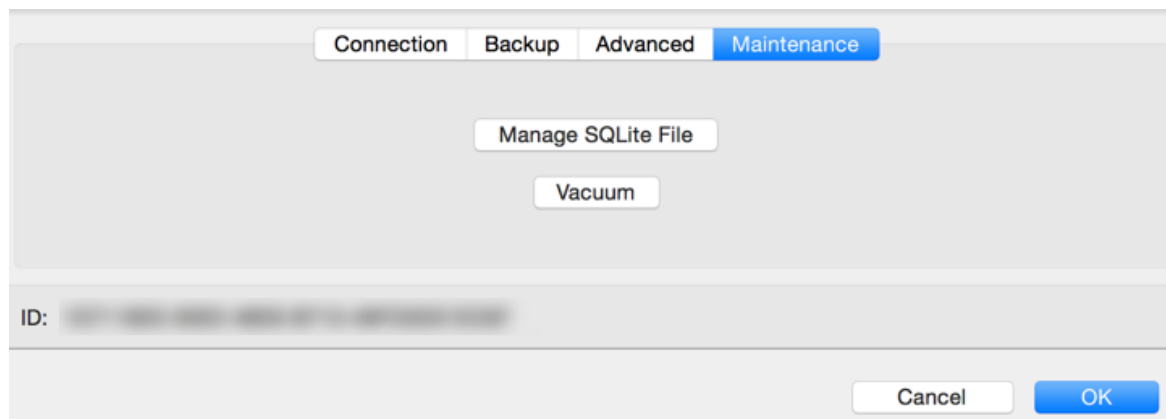 Connection Backup Advanced Maintenance
Manage SQLite File
Vacuum
ID:
Cancel OK